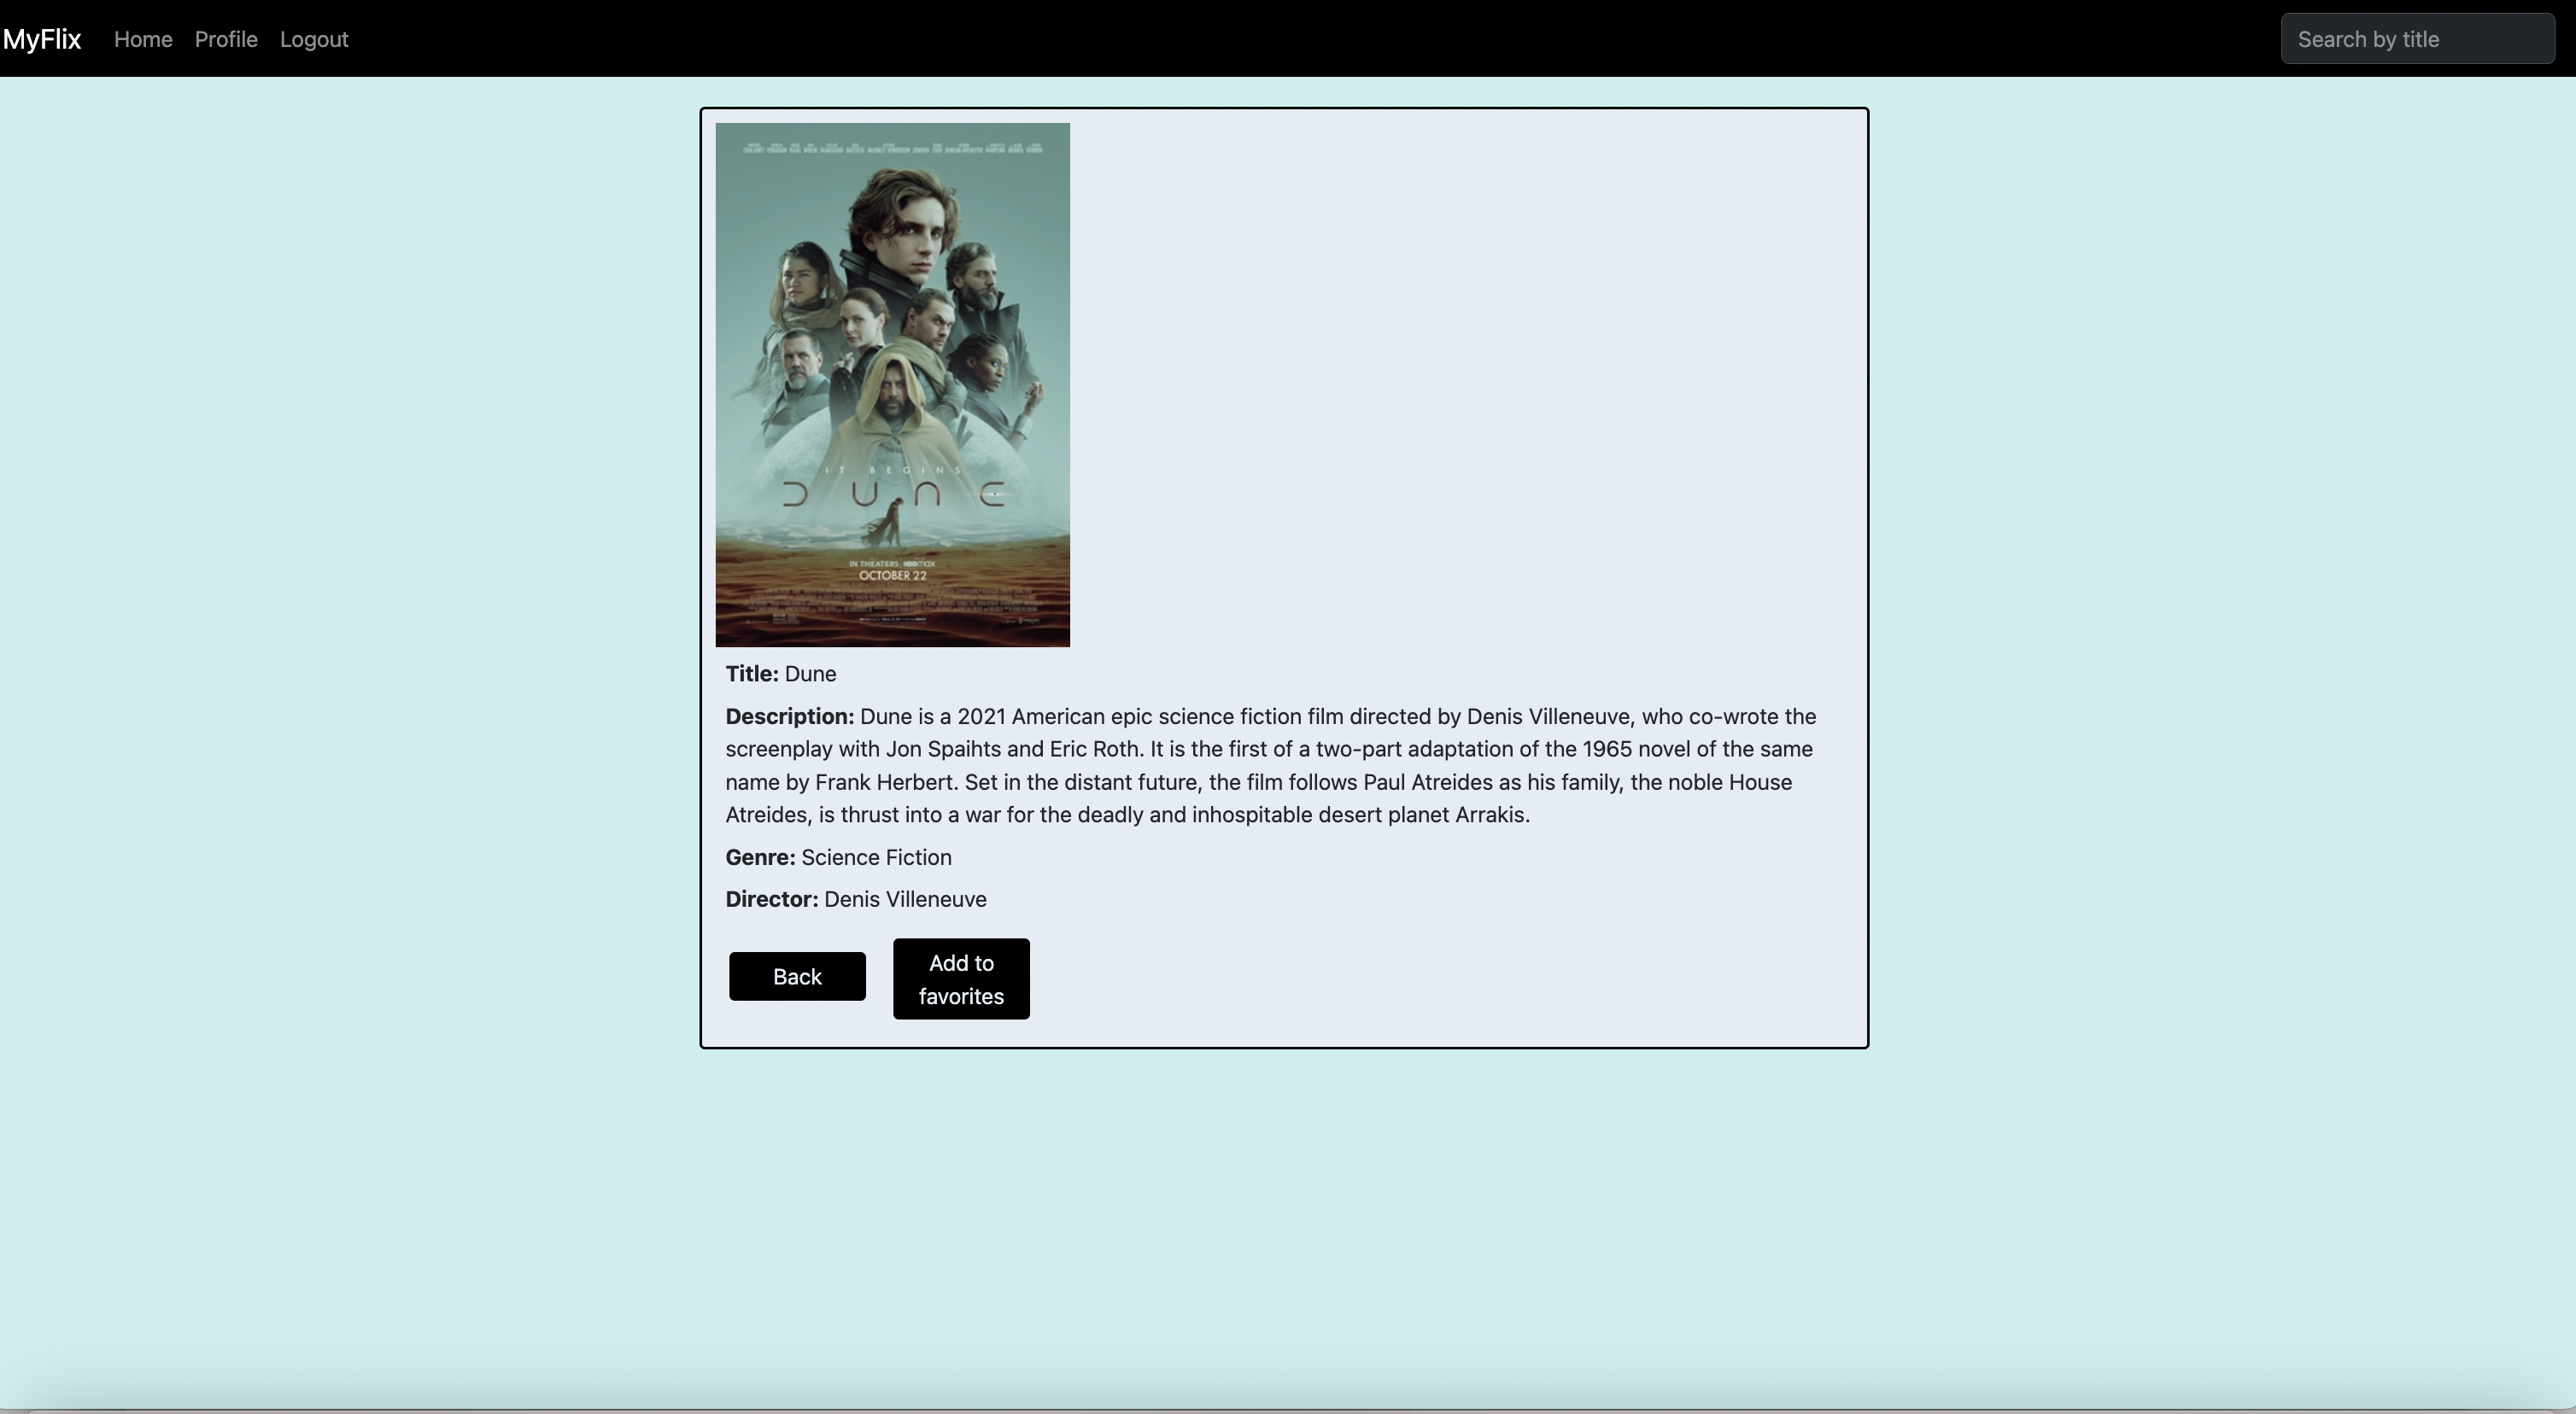 MyFlix Home Profile Logout Search by title
IT BEGINS
DUNE
IN THEATERS HBOMAX
OCTOBER 22
Title: Dune
Description: Dune is a 2021 American epic science fiction film directed by Denis Villeneuve, who co-wrote the
screenplay with Jon Spaihts and Eric Roth. It is the first of a two-part adaptation of the 1965 novel of the same
name by Frank Herbert. Set in the distant future, the film follows Paul Atreides as his family, the noble House
Atreides, is thrust into a war for the deadly and inhospitable desert planet Arrakis.
Genre: Science Fiction
Director: Denis Villeneuve
Back
Add to
favorites